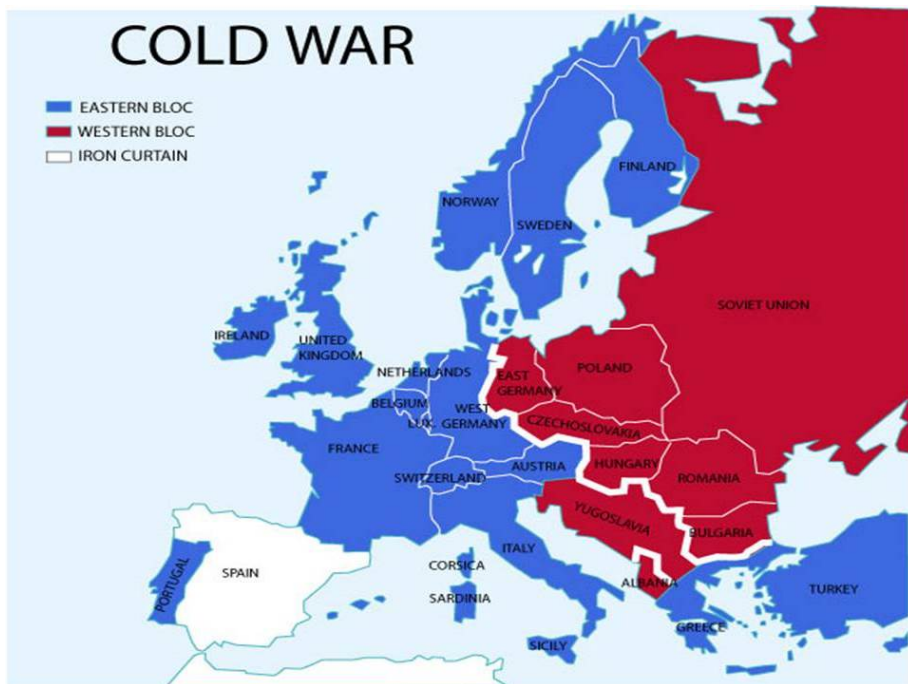 COLD WAR
EASTERN BLOC
WESTERN BLOC
IRON CURTAIN
FINLAND
NORWAY
SWEDEN
SOVIET UNION
IRELAND
UNITED
KINGDOM
NETHERLANDS
POLAND
EAST
GERMANY
BELGIUM
LUK.
WEST
GERMANY
CZECHOSLOVAKIA
FRANCE
SWITZERLAND
AUSTRIA
HUNGARY
ROMANIA
YUGOSLAVIA
BULGARIA
ITALY
CORSICA
SPAIN
PORTUGAL
ALBANIA
TURKEY
SARDINIA
GREECE
SICILY